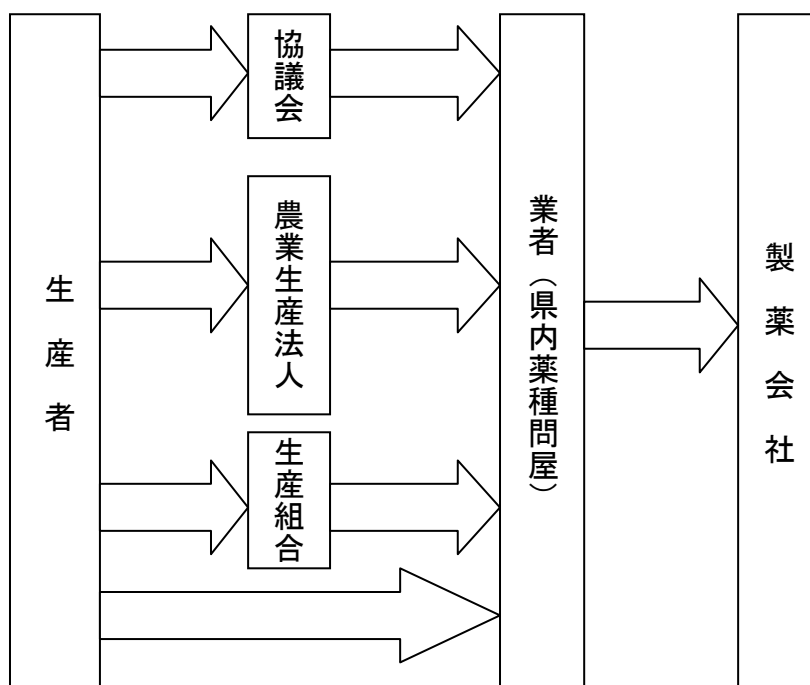 生産者
協議会
農業生産法人
生産組合
業者（県内薬種問屋）
製薬会社